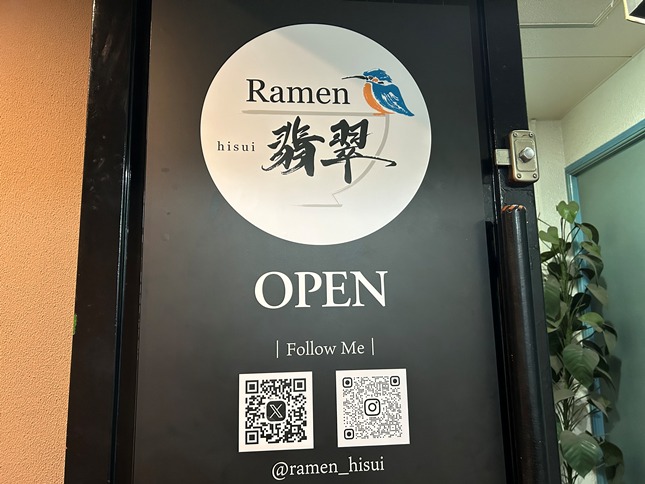 Ramen
hisui 翡翠
OPEN
| Follow Me |
@ramen_hisui